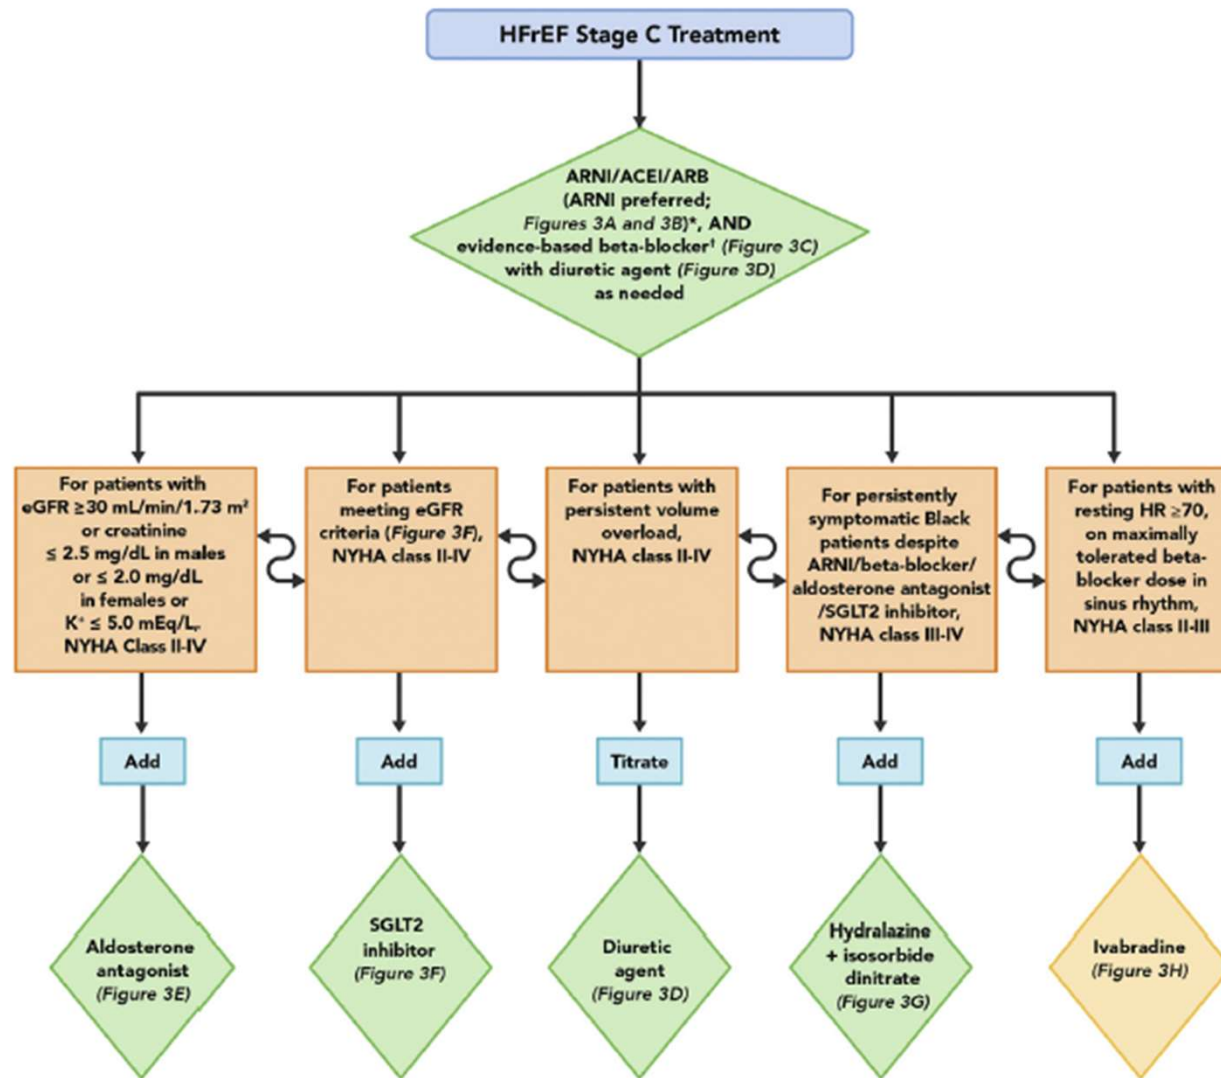 HFrEF Stage C Treatment
ARNI/ACEI/ARB
(ARNI preferred;
Figures 3A and 3B)*, AND
evidence-based beta-blocker† (Figure 3C)
with diuretic agent (Figure 3D)
as needed
For patients with
eGFR ≥30 mL/min/1.73 m²
or creatinine
≤ 2.5 mg/dL in males
or ≤ 2.0 mg/dL
in females or
K⁺ ≤ 5.0 mEq/L,
NYHA Class II-IV
For patients
meeting eGFR
criteria (Figure 3F),
NYHA class II-IV
For patients with
persistent volume
overload,
NYHA class II-IV
For persistently
symptomatic Black
patients despite
ARNI/beta-blocker/
aldosterone antagonist
/SGLT2 inhibitor,
NYHA class III-IV
For patients with
resting HR ≥70,
on maximally
tolerated beta-
blocker dose in
sinus rhythm,
NYHA class II-III
Add
Add
Titrate
Add
Add
Aldosterone
antagonist
(Figure 3E)
SGLT2
inhibitor
(Figure 3F)
Diuretic
agent
(Figure 3D)
Hydralazine
+ isosorbide
dinitrate
(Figure 3G)
Ivabradine
(Figure 3H)